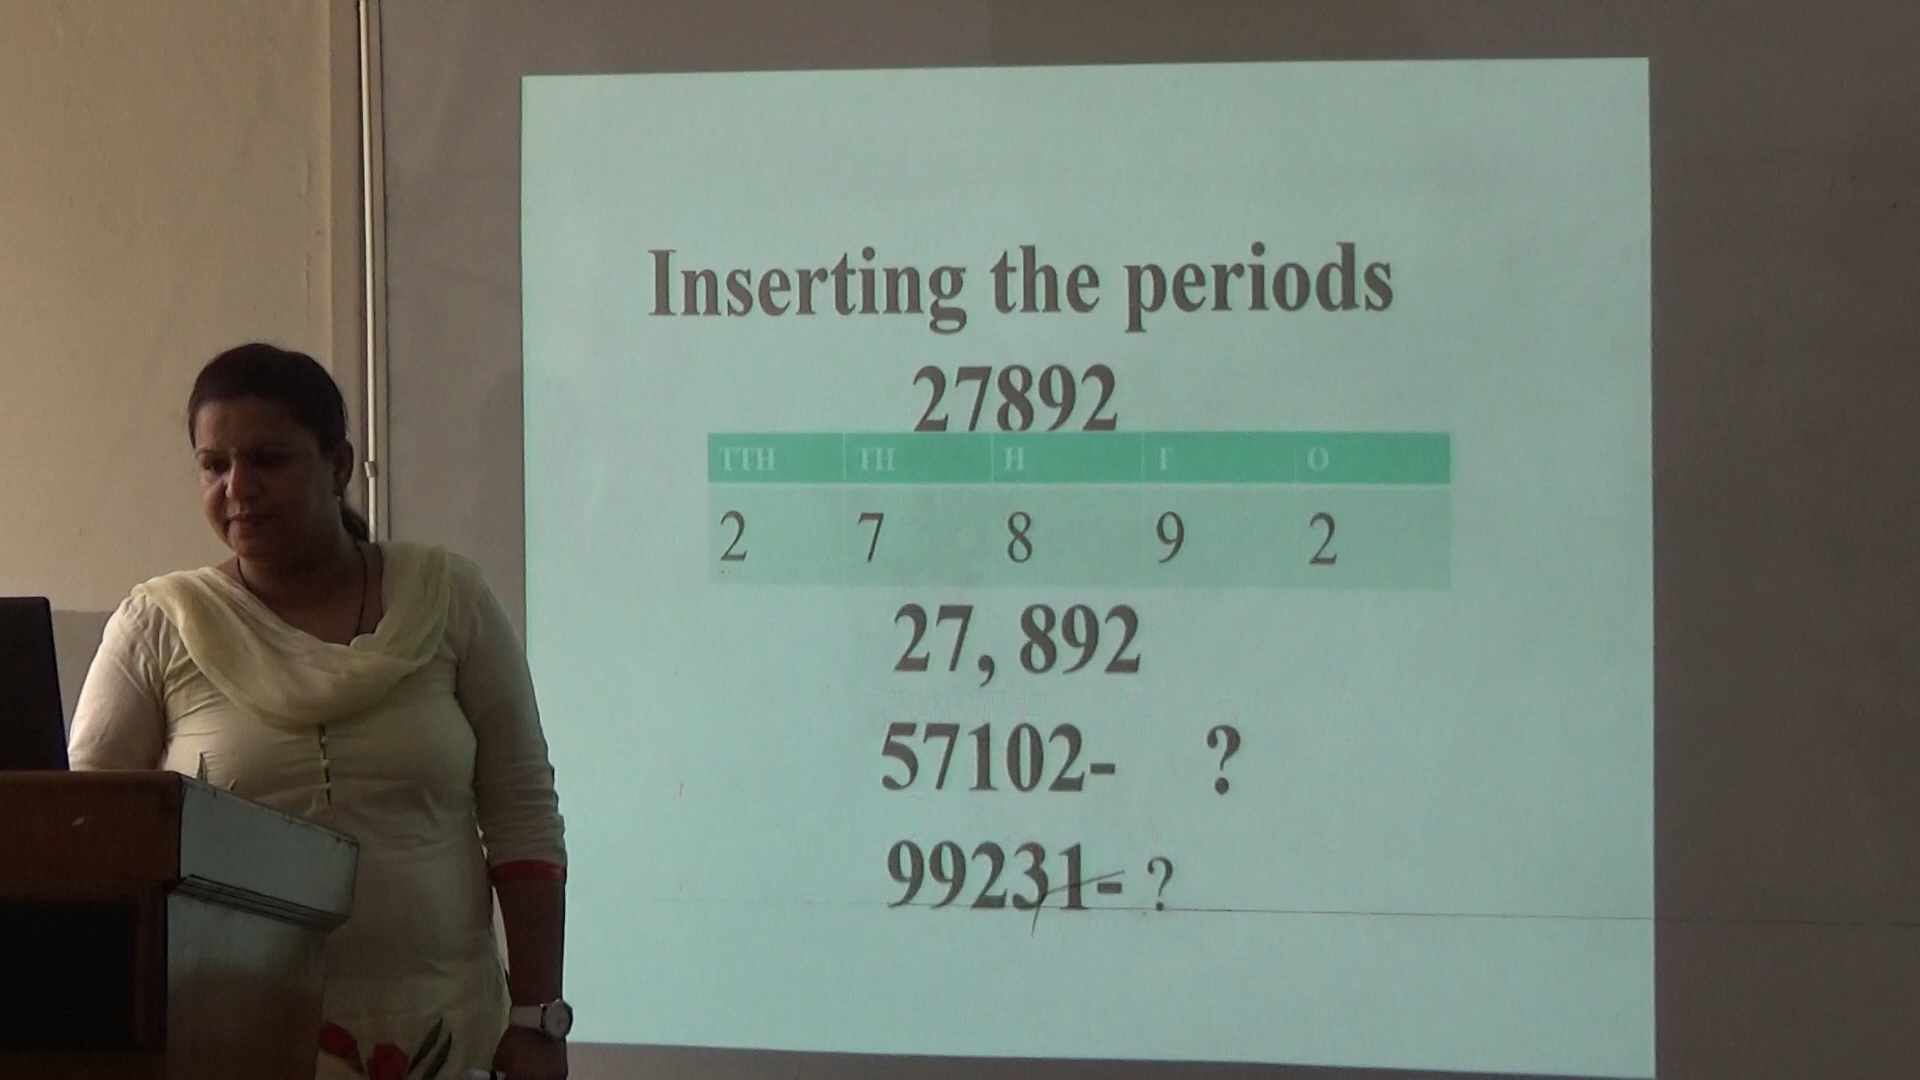 Inserting the periods
27892
TTH TH H T O
2 7 8 9 2
27, 892
57102- ?
99231- ?